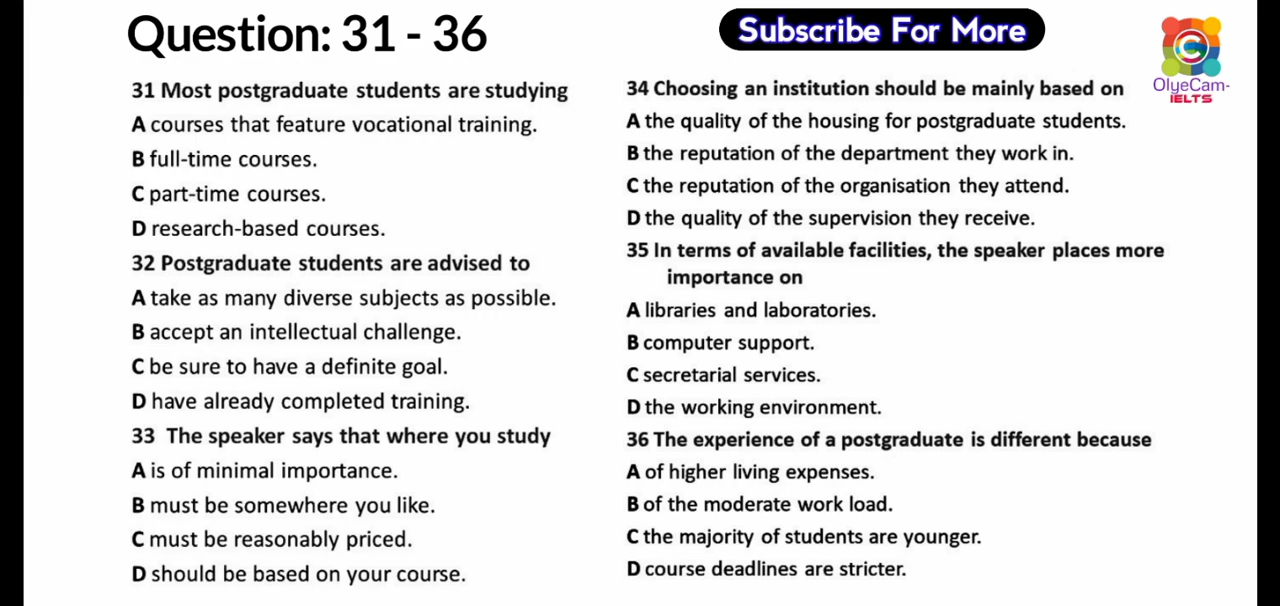 Question: 31 - 36
Subscribe For More
OlyeCam-
IELTS
31 Most postgraduate students are studying
A courses that feature vocational training.
B full-time courses.
C part-time courses.
D research-based courses.
32 Postgraduate students are advised to
A take as many diverse subjects as possible.
B accept an intellectual challenge.
C be sure to have a definite goal.
D have already completed training.
33 The speaker says that where you study
A is of minimal importance.
B must be somewhere you like.
C must be reasonably priced.
D should be based on your course.
34 Choosing an institution should be mainly based on
A the quality of the housing for postgraduate students.
B the reputation of the department they work in.
C the reputation of the organisation they attend.
D the quality of the supervision they receive.
35 In terms of available facilities, the speaker places more
importance on
A libraries and laboratories.
B computer support.
C secretarial services.
D the working environment.
36 The experience of a postgraduate is different because
A of higher living expenses.
B of the moderate work load.
C the majority of students are younger.
D course deadlines are stricter.